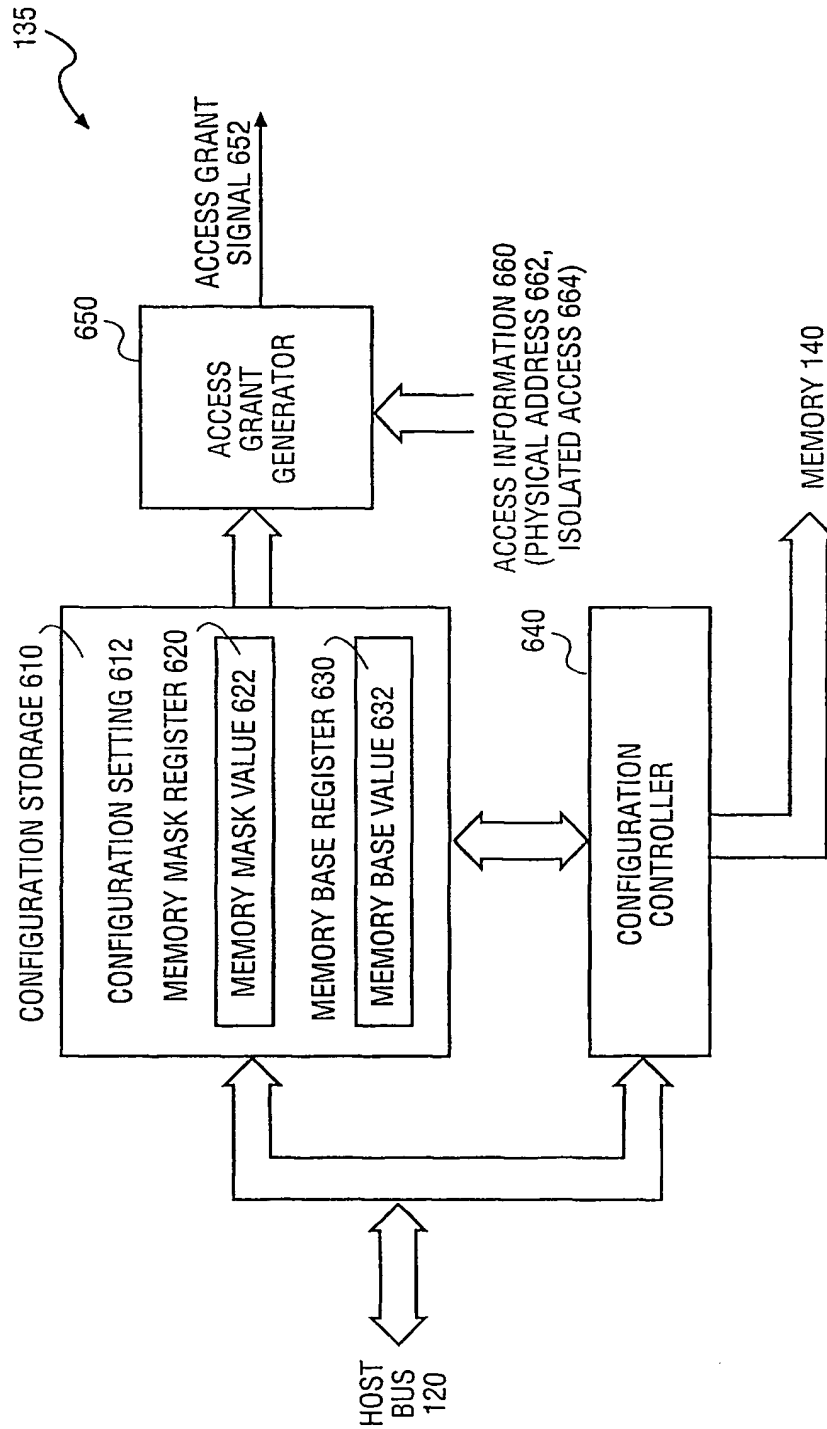 135
CONFIGURATION STORAGE 610
CONFIGURATION SETTING 612
MEMORY MASK REGISTER 620
MEMORY MASK VALUE 622
MEMORY BASE REGISTER 630
MEMORY BASE VALUE 632
650
ACCESS
GRANT
GENERATOR
ACCESS GRANT
SIGNAL 652
ACCESS INFORMATION 660
(PHYSICAL ADDRESS 662,
ISOLATED ACCESS 664)
HOST
BUS
120
640
CONFIGURATION
CONTROLLER
MEMORY 140